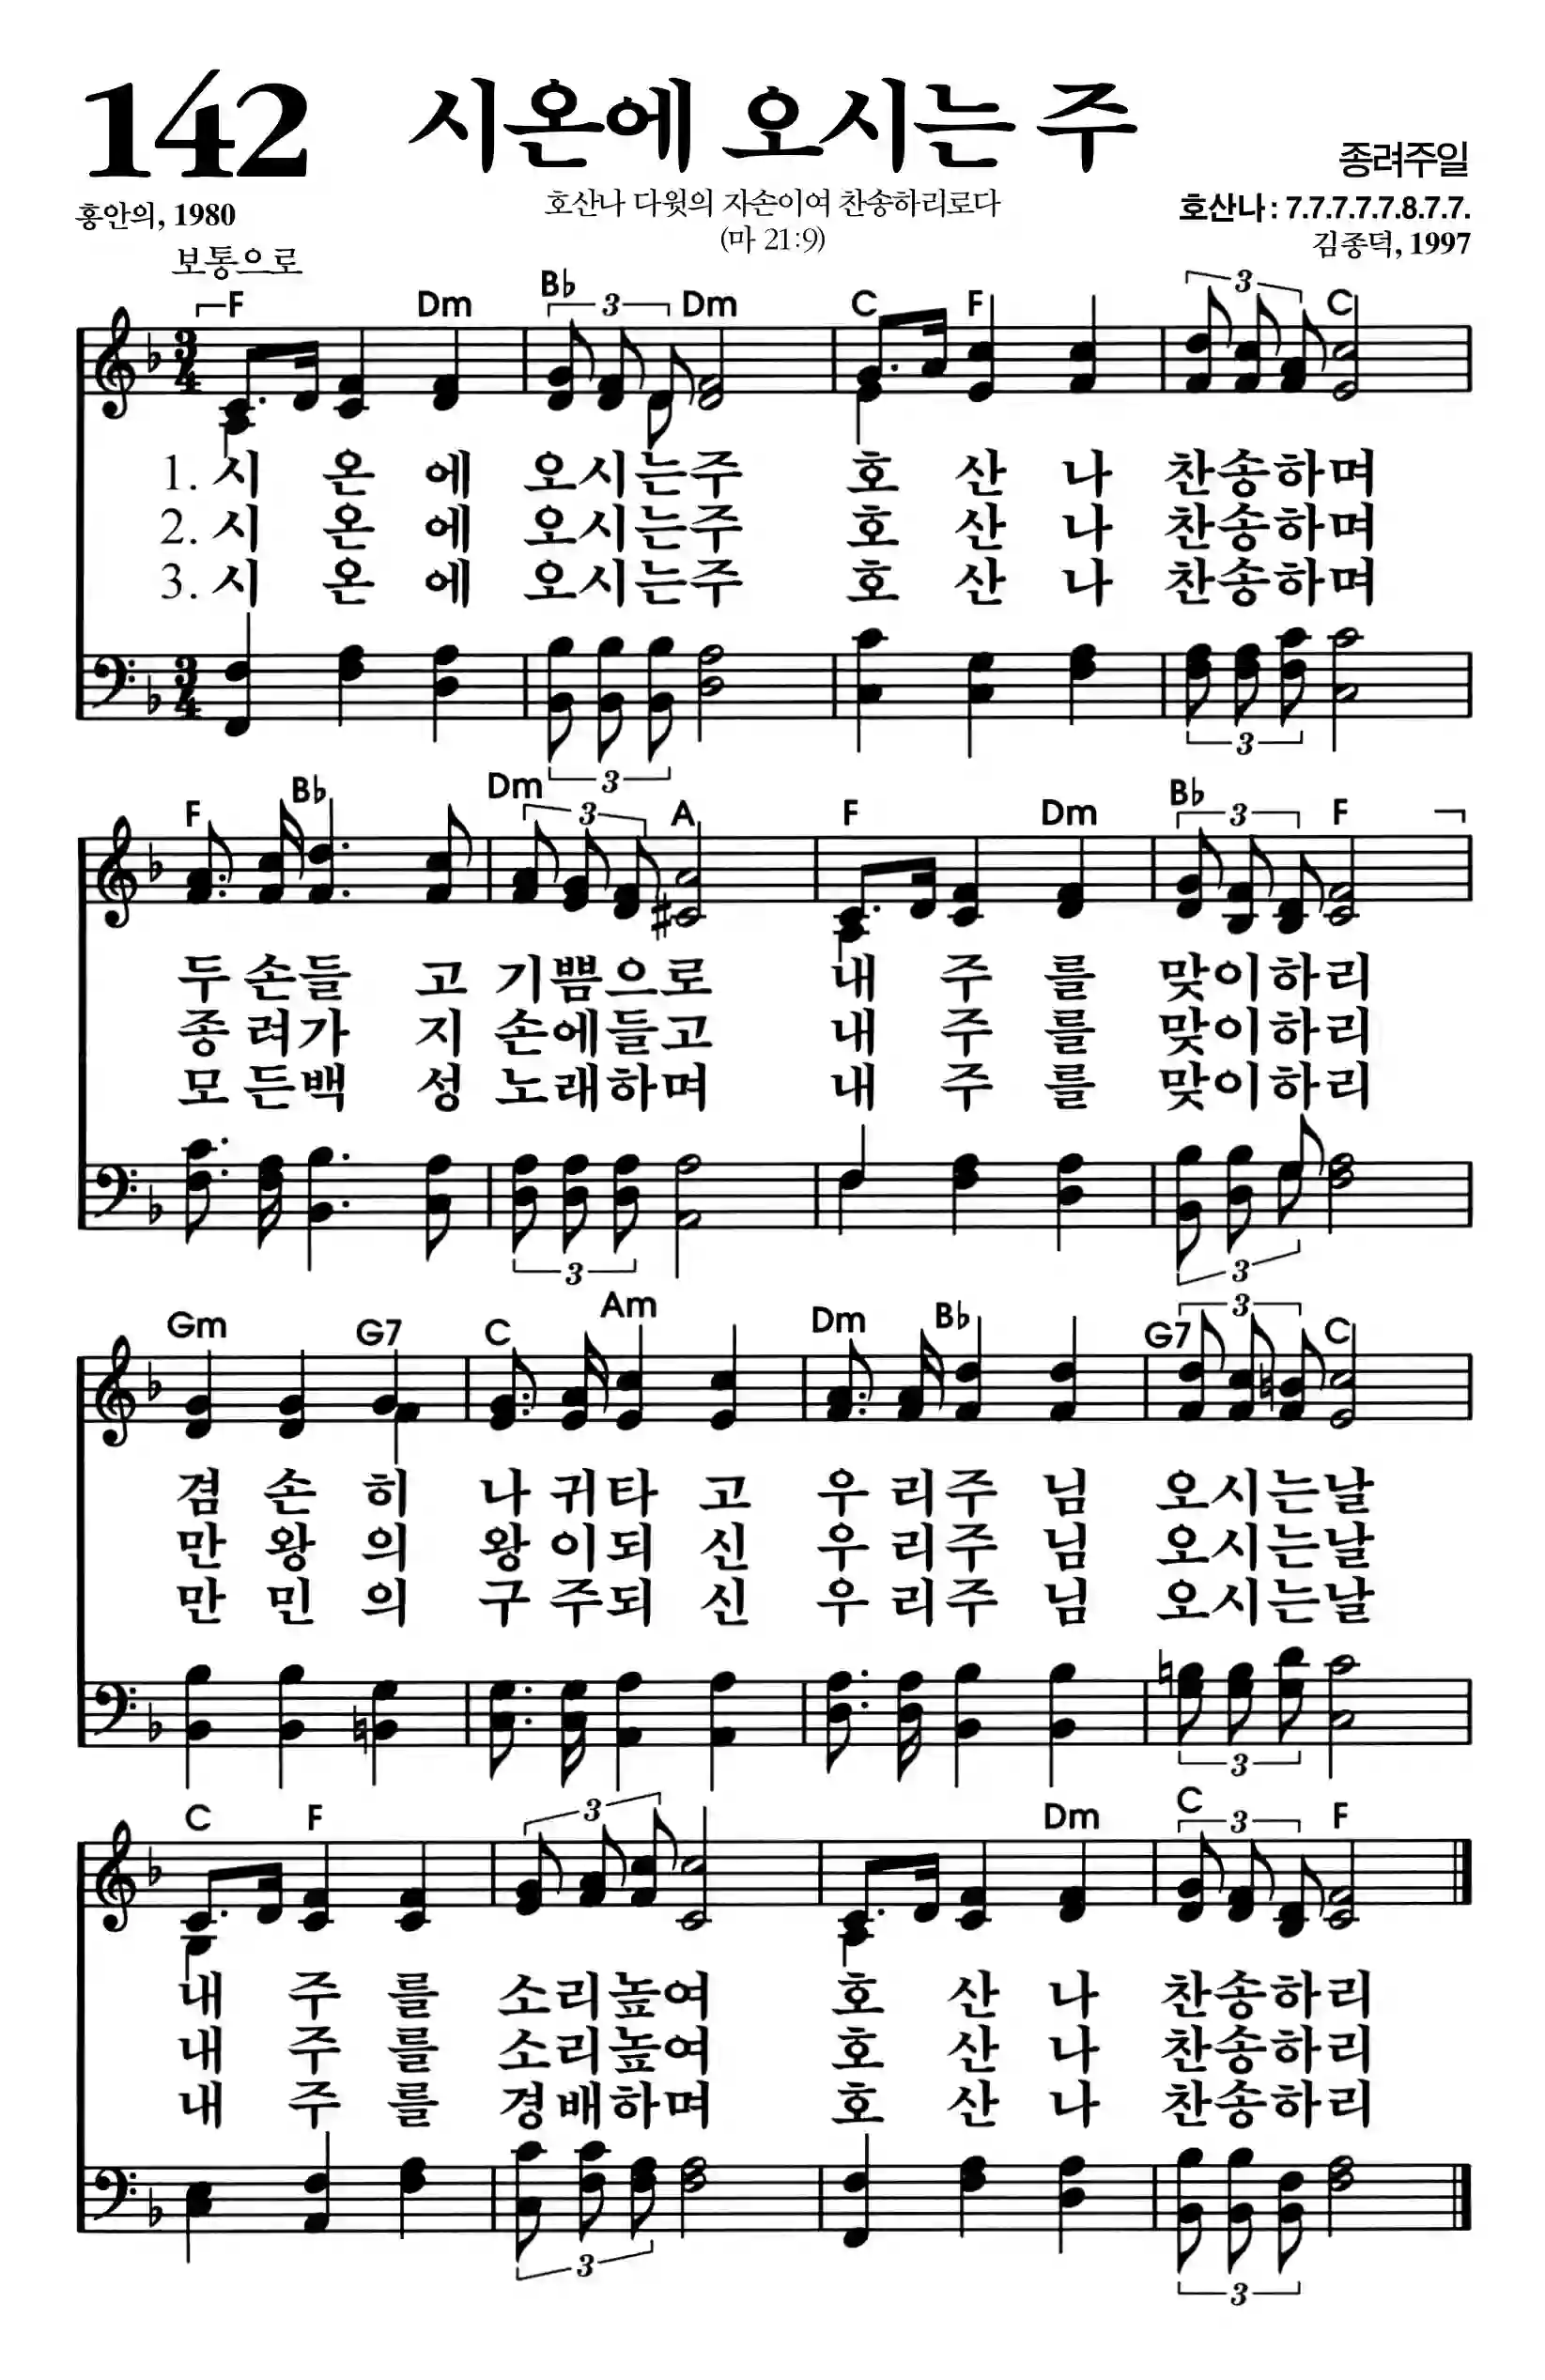 142 시온에 오시는 주
종려주일
홍안의, 1980
호산나 다윗의 자손이여 찬송하리로다
(마 21:9)
호산나 : 7.7.7.7.7.8.7.7.
김종덕, 1997
보통으로
F Dm B♭ 3 Dm C F 3 C
3/4
1. 시 온 에 오시는주 호 산 나 찬송하며
2. 시 온 에 오시는주 호 산 나 찬송하며
3. 시 온 에 오시는주 호 산 나 찬송하며
3/4
3 3
F B♭ Dm 3 A F Dm B♭ 3 F
두 손들 고 기쁨으로 내 주 를 맞이하리
종 려가 지 손에들고 내 주 를 맞이하리
모 든백 성 노래하며 내 주 를 맞이하리
3 3
Gm G7 C Am Dm B♭ G7 3 C
겸 손 히 나 귀타 고 우 리주 님 오시는날
만 왕 의 왕 이되 신 우 리주 님 오시는날
만 민 의 구 주되 신 우 리주 님 오시는날
3
C F 3 Dm C 3 F
내 주 를 소리높여 호 산 나 찬송하리
내 주 를 소리높여 호 산 나 찬송하리
내 주 를 경배하며 호 산 나 찬송하리
3 3